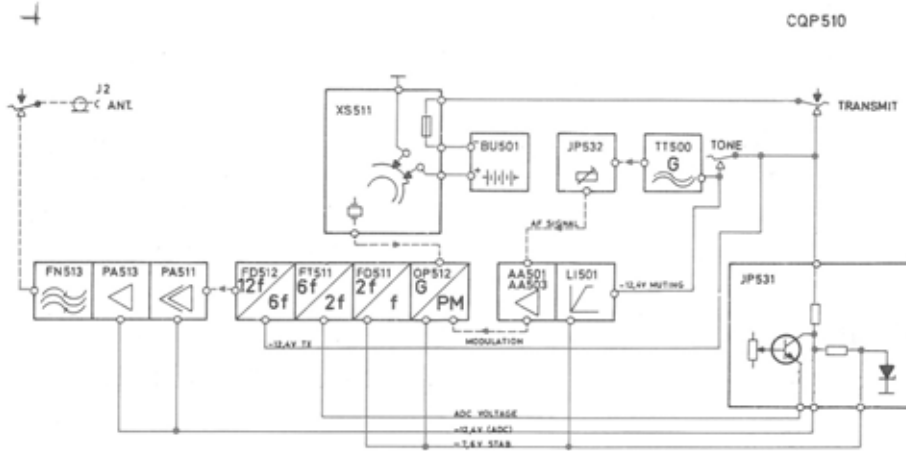 CQP510
J2
ANT.
XS511
TRANSMIT
BU501
JP532
TT500
G
TONE
AF SIGNAL
FN513
PA513
PA511
FD512
12f
6f
FT511
6f
2f
FO511
2f
f
OP512
G
PM
AA501
AA503
LI501
-12,4V MUTING
JP531
MODULATION
-12,4V TX
ADC VOLTAGE
-12,4V (ADC)
-7,6V STAB